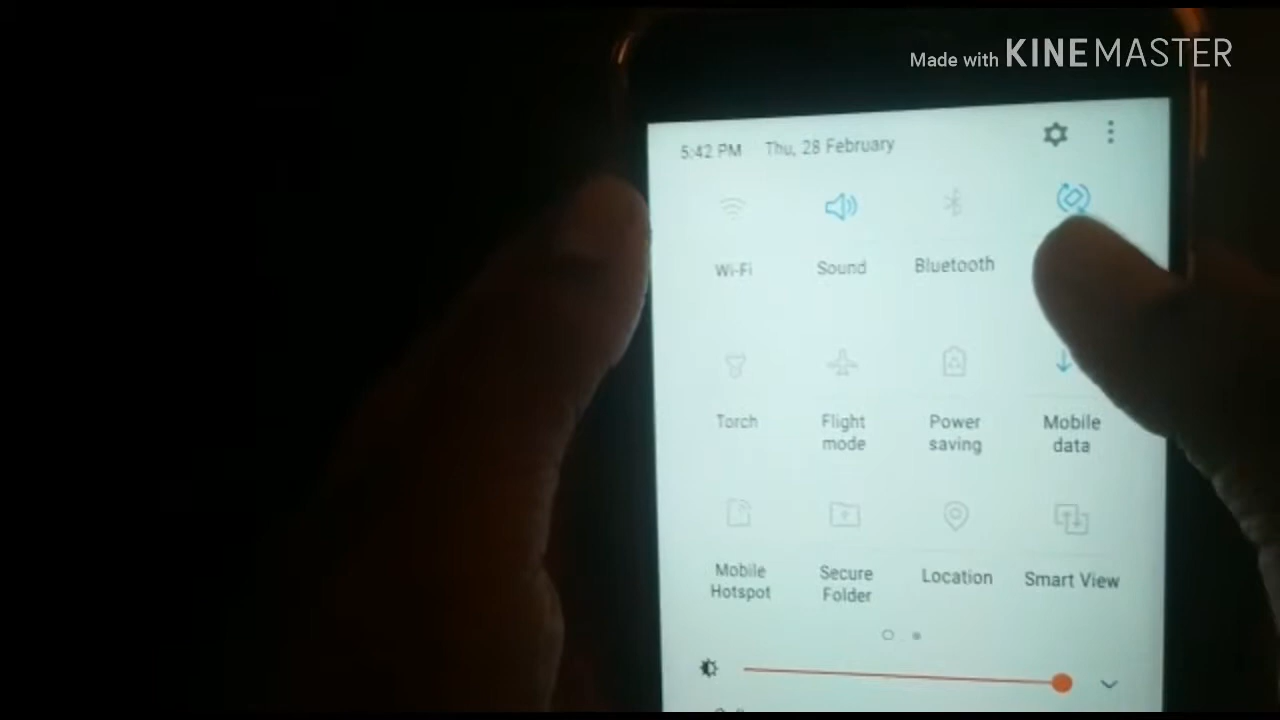 Made with KINEMASTER
5:42 PM Thu, 28 February
Wi-Fi Sound Bluetooth
Torch Flight mode Power saving Mobile data
Mobile Hotspot Secure Folder Location Smart View